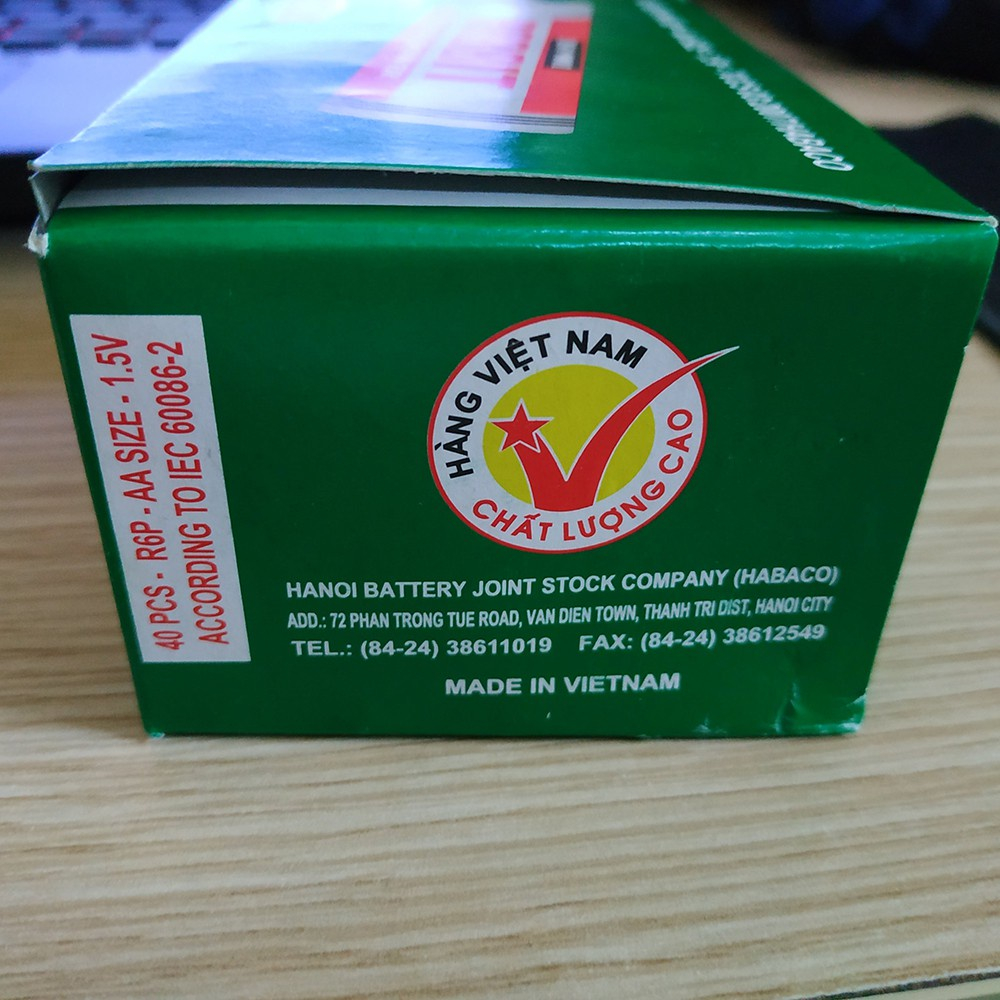 40 PCS - R6P - AA SIZE - 1.5V
ACCORDING TO IEC 60086-2
HÀNG VIỆT NAM
CHẤT LƯỢNG CAO
HANOI BATTERY JOINT STOCK COMPANY (HABACO)
ADD.: 72 PHAN TRONG TUE ROAD, VAN DIEN TOWN, THANH TRI DIST, HANOI CITY
TEL.: (84-24) 38611019 FAX: (84-24) 38612549
MADE IN VIETNAM